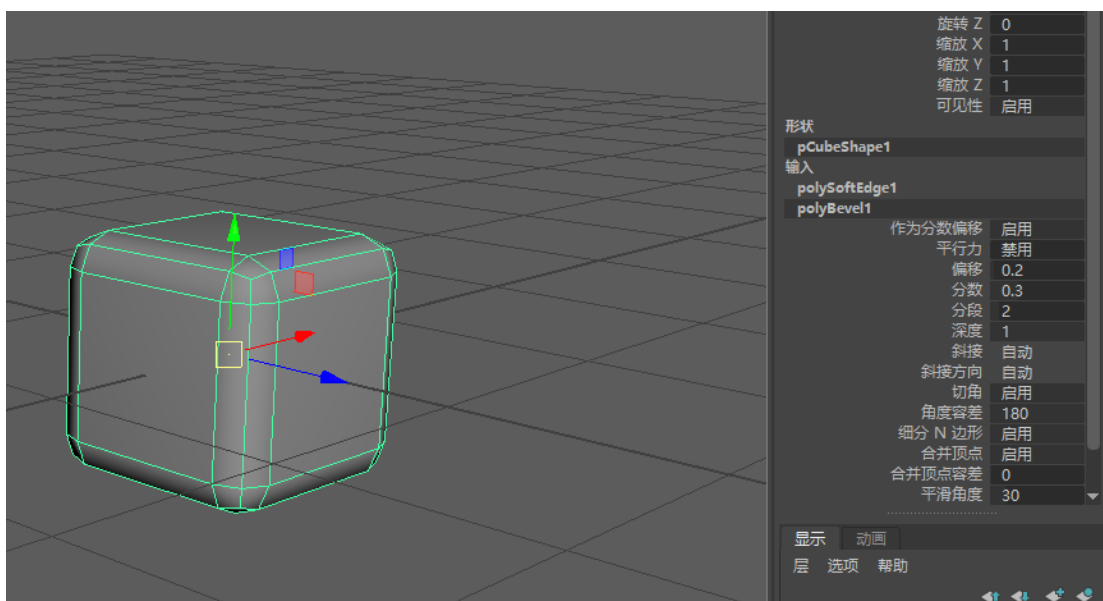 旋转 Z 0
缩放 X 1
缩放 Y 1
缩放 Z 1
可见性 启用
形状
pCubeShape1
输入
polySoftEdge1
polyBevel1
作为分数偏移 启用
平行力 禁用
偏移 0.2
分数 0.3
分段 2
深度 1
斜接 自动
斜接方向 自动
切角 启用
角度容差 180
细分 N 边形 启用
合并顶点 启用
合并顶点容差 0
平滑角度 30
显示 动画
层 选项 帮助